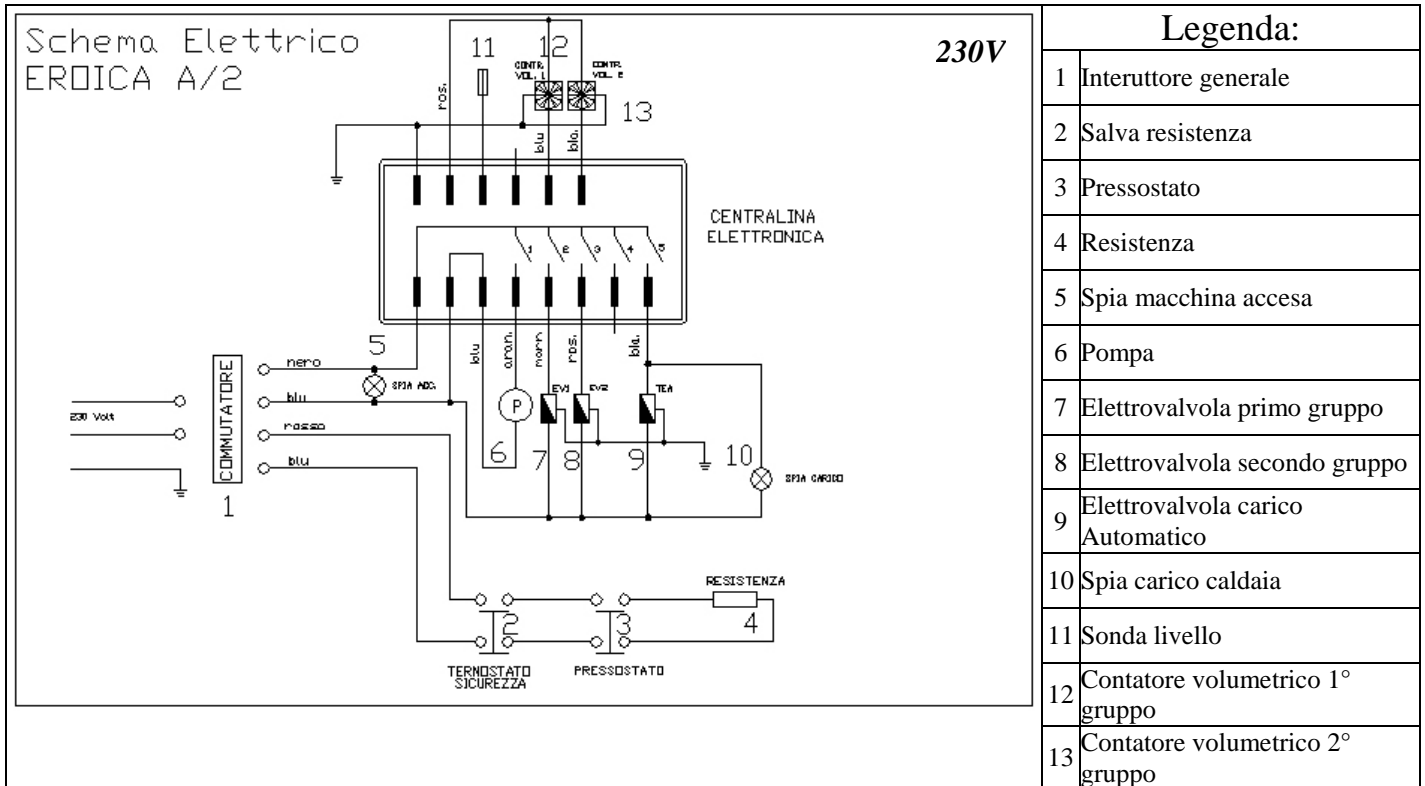 Schema Elettrico
EROICA A/2
230V
11
12
CONTR.
VOL. 1
CONTR.
VOL. 2
13
ros.
blu
bla.
CENTRALINA
ELETTRONICA
1
2
3
4
5
5
nero
SPIA ACC.
blu
rosso
blu
230 Volt
COMMUTATORE
1
blu
aran.
marr.
ros.
bla.
P
EV1
EV2
TEA
6
7
8
9
10
SPIA CARICO
RESISTENZA
2
3
4
TERMOSTATO
SICUREZZA
PRESSOSTATO
Legenda:
1 Interuttore generale
2 Salva resistenza
3 Pressostato
4 Resistenza
5 Spia macchina accesa
6 Pompa
7 Elettrovalvola primo gruppo
8 Elettrovalvola secondo gruppo
9 Elettrovalvola carico
Automatico
10 Spia carico caldaia
11 Sonda livello
12 Contatore volumetrico 1°
gruppo
13 Contatore volumetrico 2°
gruppo